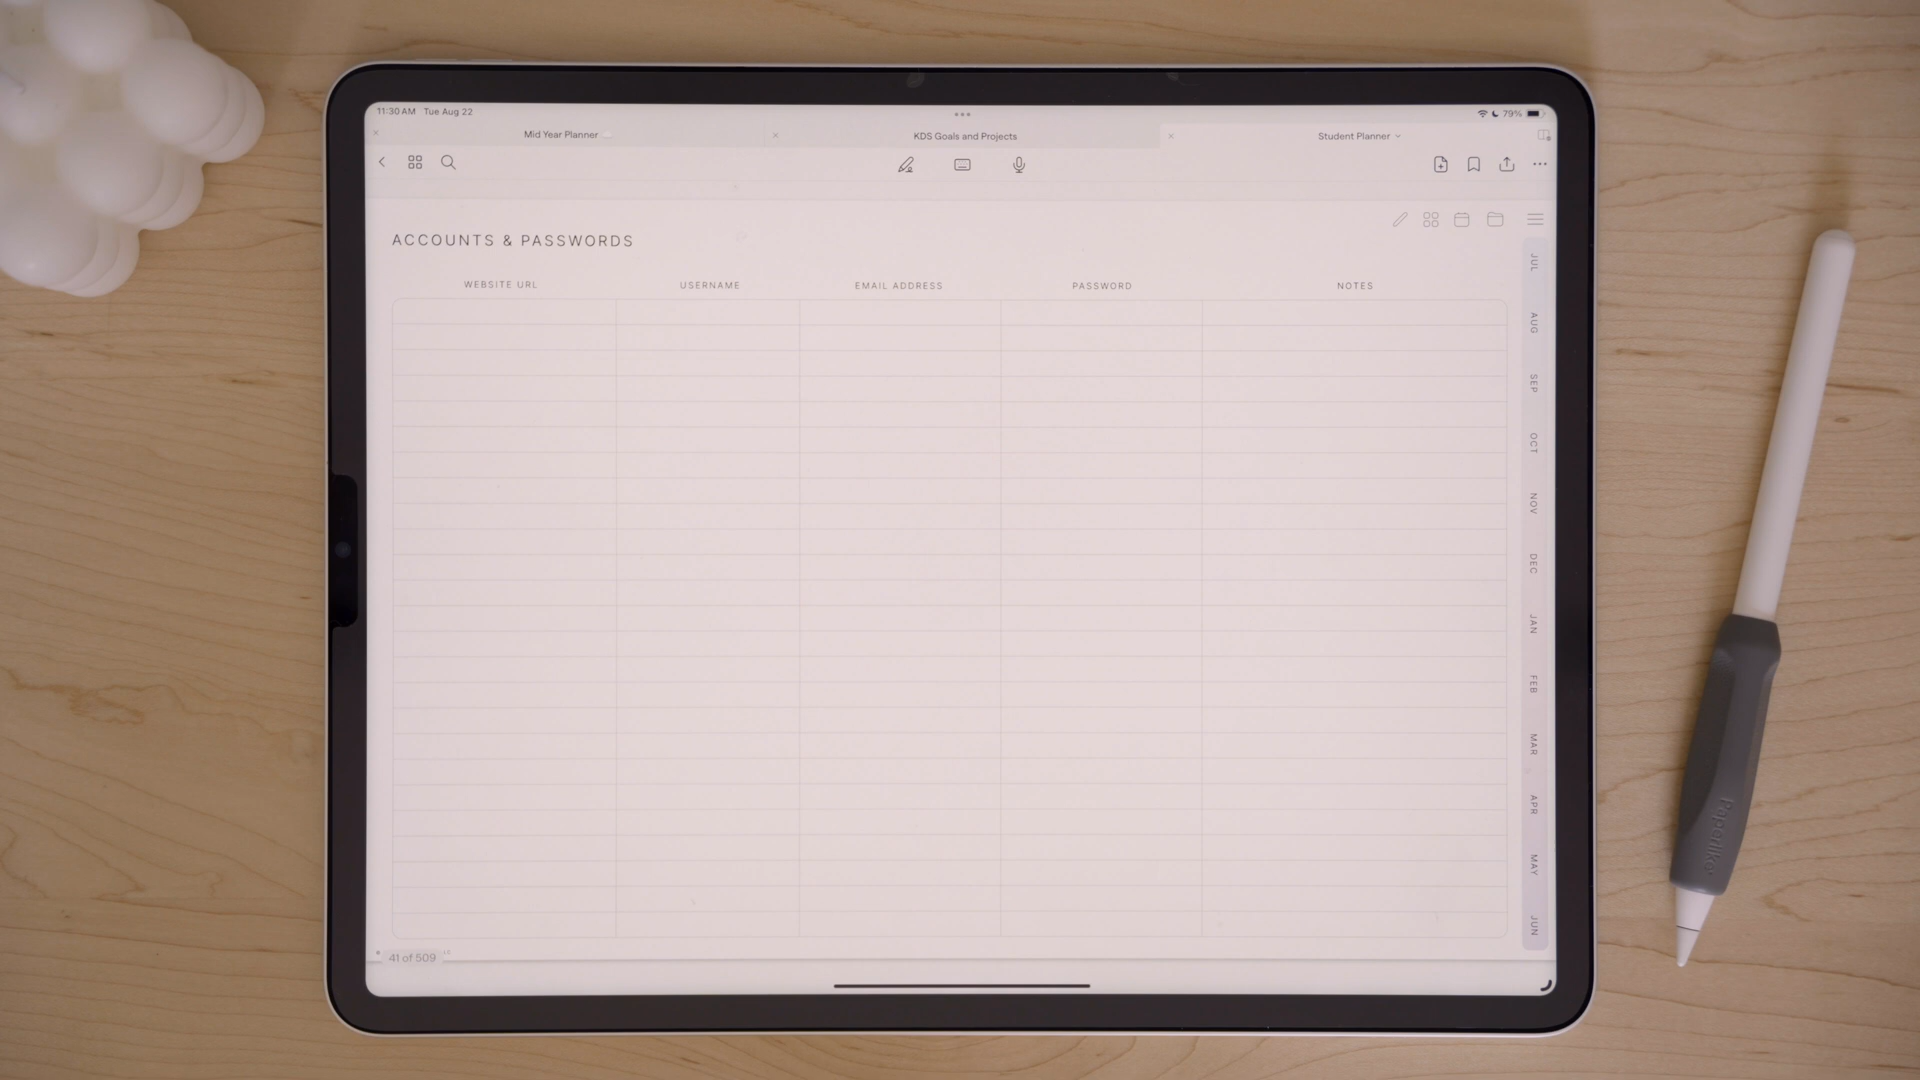 11:30 AM Tue Aug 22
79%
Mid Year Planner
KDS Goals and Projects
Student Planner
ACCOUNTS & PASSWORDS
WEBSITE URL
USERNAME
EMAIL ADDRESS
PASSWORD
NOTES
JUL
AUG
SEP
OCT
NOV
DEC
JAN
FEB
MAR
APR
MAY
JUN
41 of 509
Paperlike